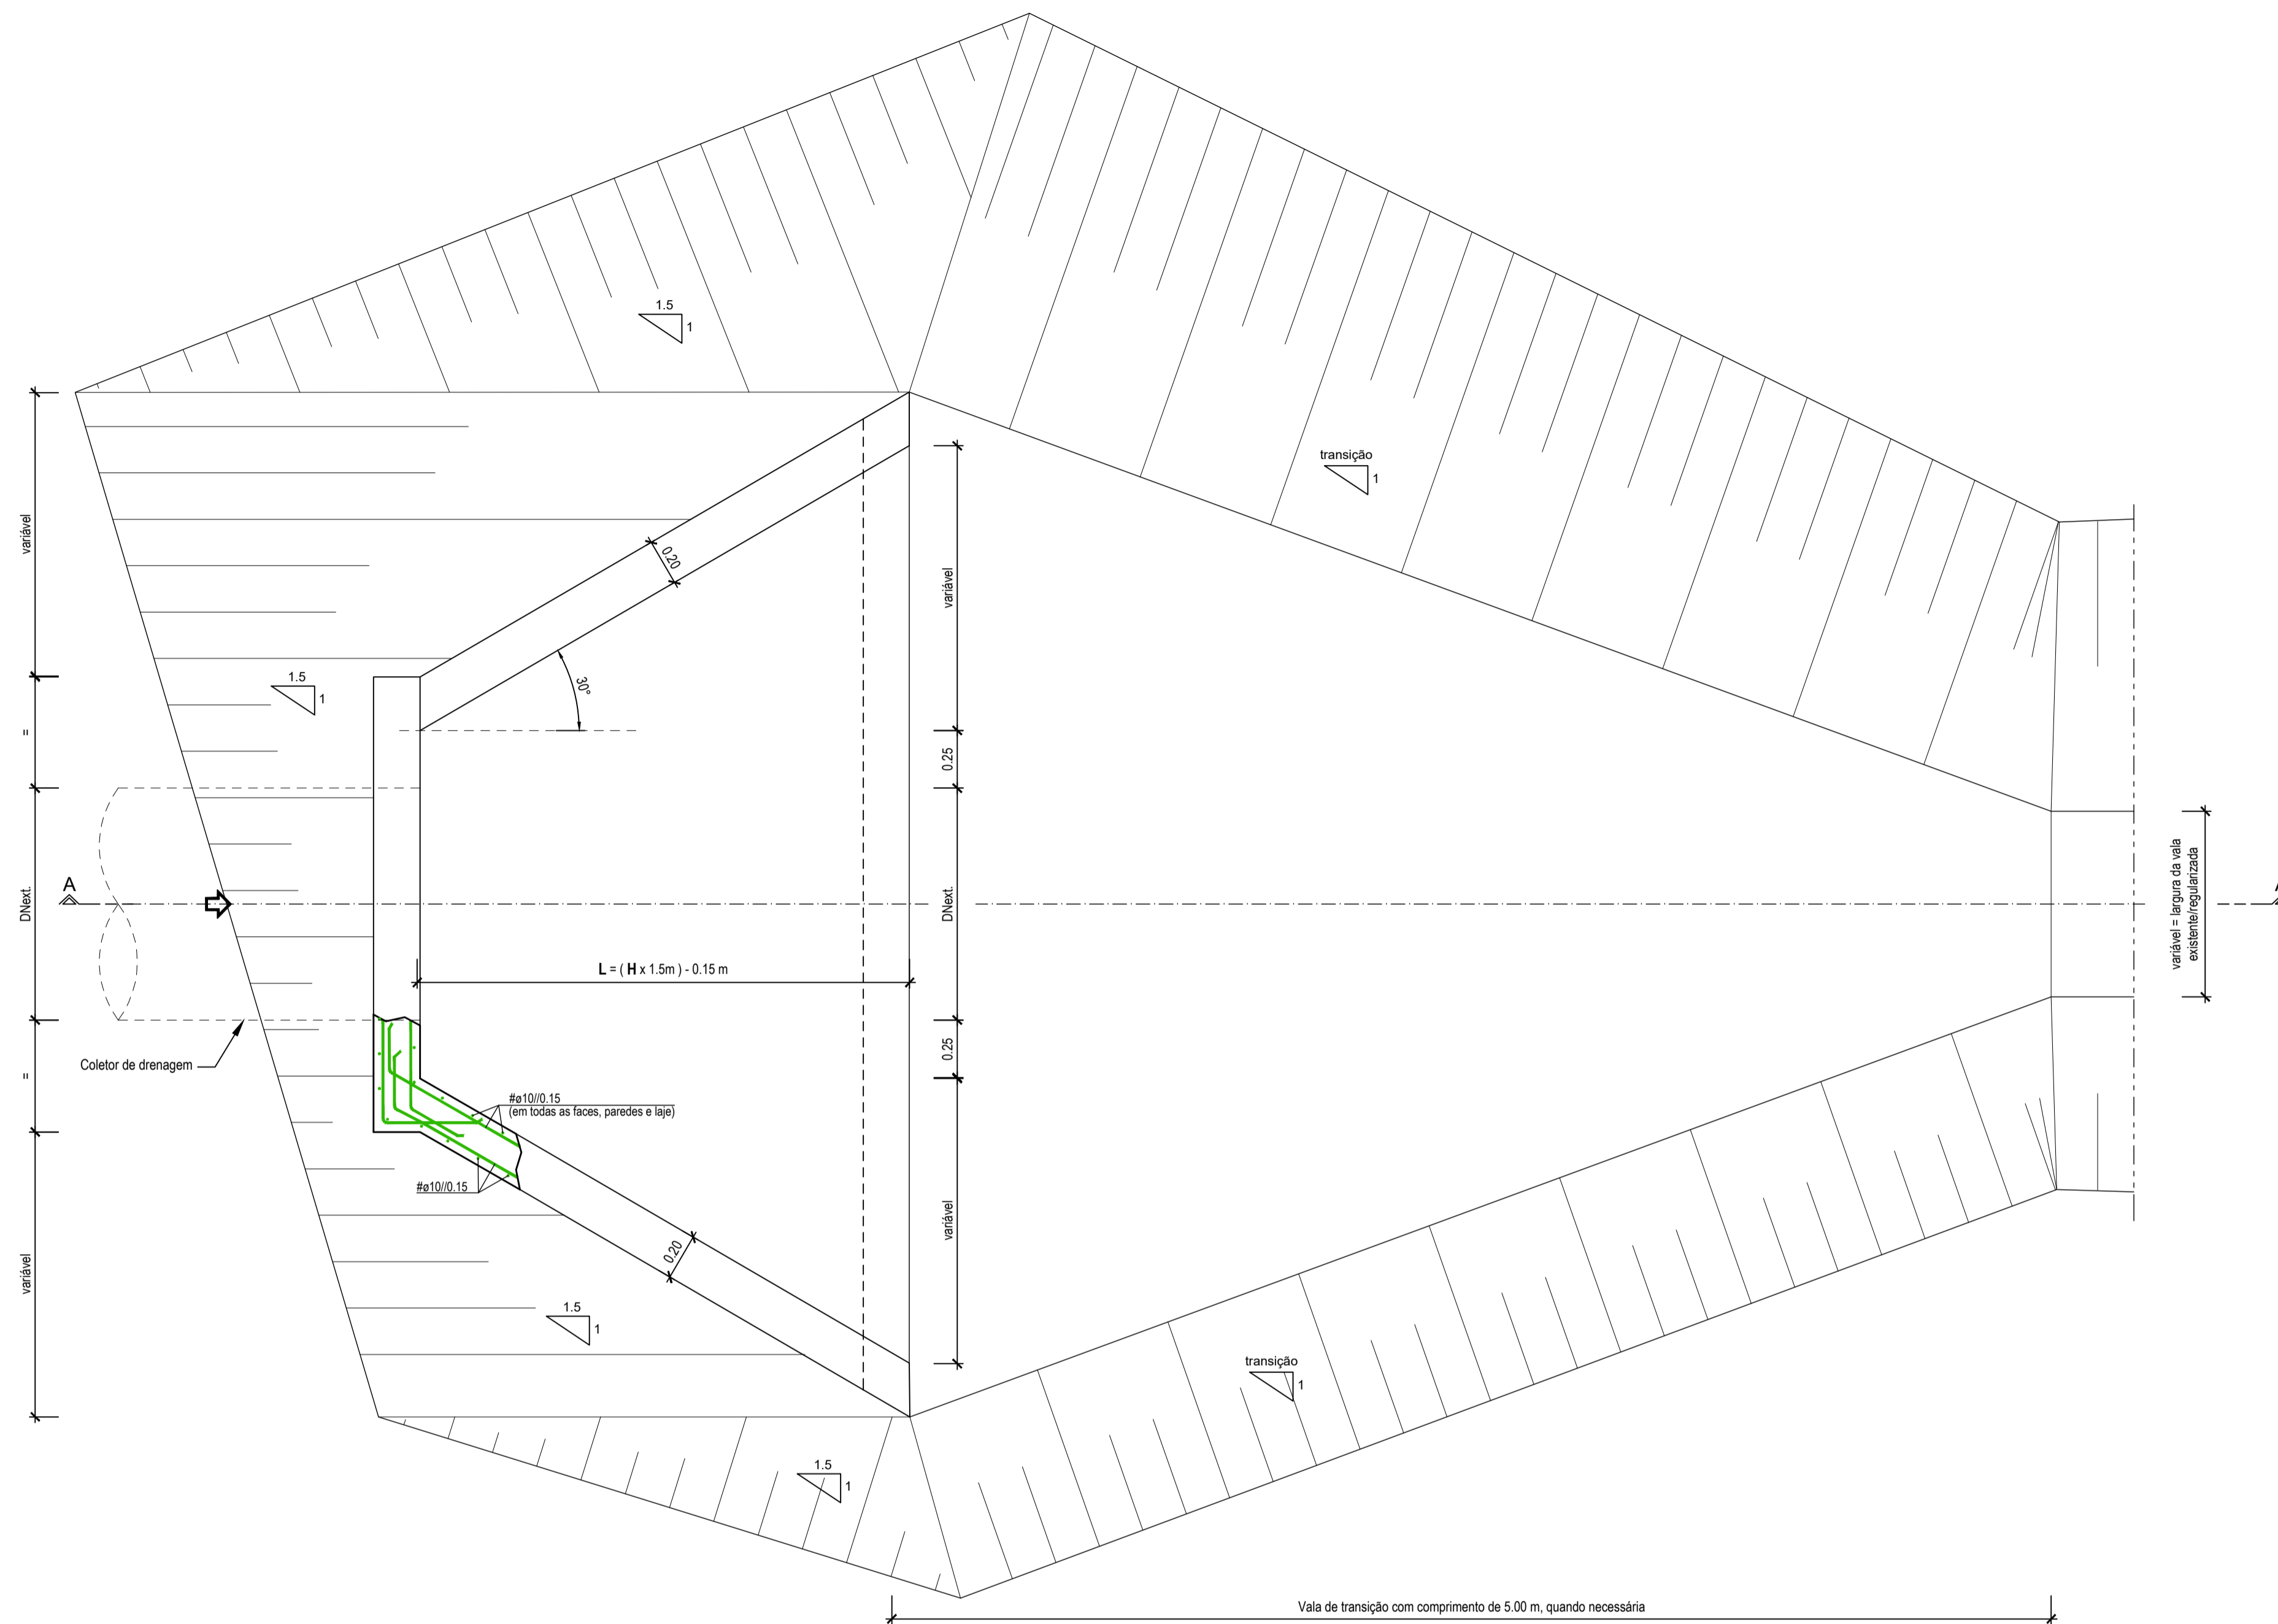 1.5
1
transição
1
variável
0.20
variável
1.5
1
30°
=
0.25
A
DNext.
DNext.
variável = largura da vala
existente/regularizada
L = ( H x 1.5m ) - 0.15 m
Coletor de drenagem
=
0.25
#ø10//0.15
(em todas as faces, paredes e laje)
#ø10//0.15
variável
variável
0.20
1.5
1
transição
1
1.5
1
Vala de transição com comprimento de 5.00 m, quando necessária